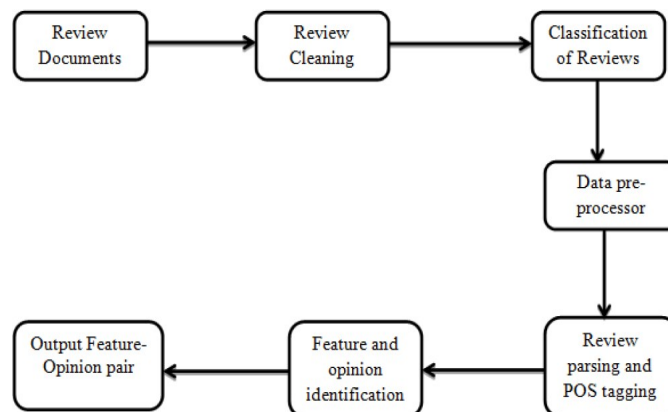 Review
Documents
Review
Cleaning
Classification
of Reviews
Data pre-
processor
Review
parsing and
POS tagging
Feature and
opinion
identification
Output Feature-
Opinion pair